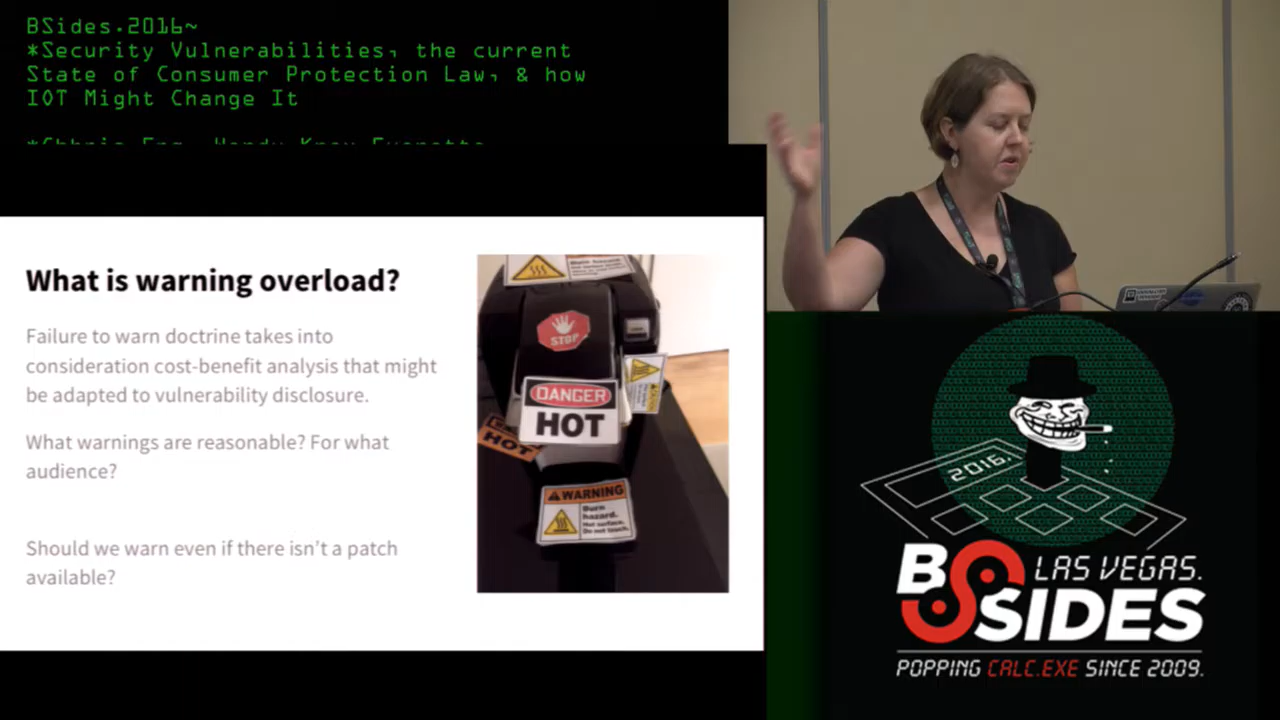 BSides.2016~
*Security Vulnerabilities, the current
State of Consumer Protection Law, & how
IOT Might Change It
What is warning overload?
Failure to warn doctrine takes into
consideration cost-benefit analysis that might
be adapted to vulnerability disclosure.
What warnings are reasonable? For what
audience?
Should we warn even if there isn't a patch
available?
STOP
DANGER
HOT
HOT
WARNING
Burn
hazard.
Hot surface.
Do not touch.
2016.
BSIDES
LAS VEGAS.
POPPING CALC.EXE SINCE 2009.